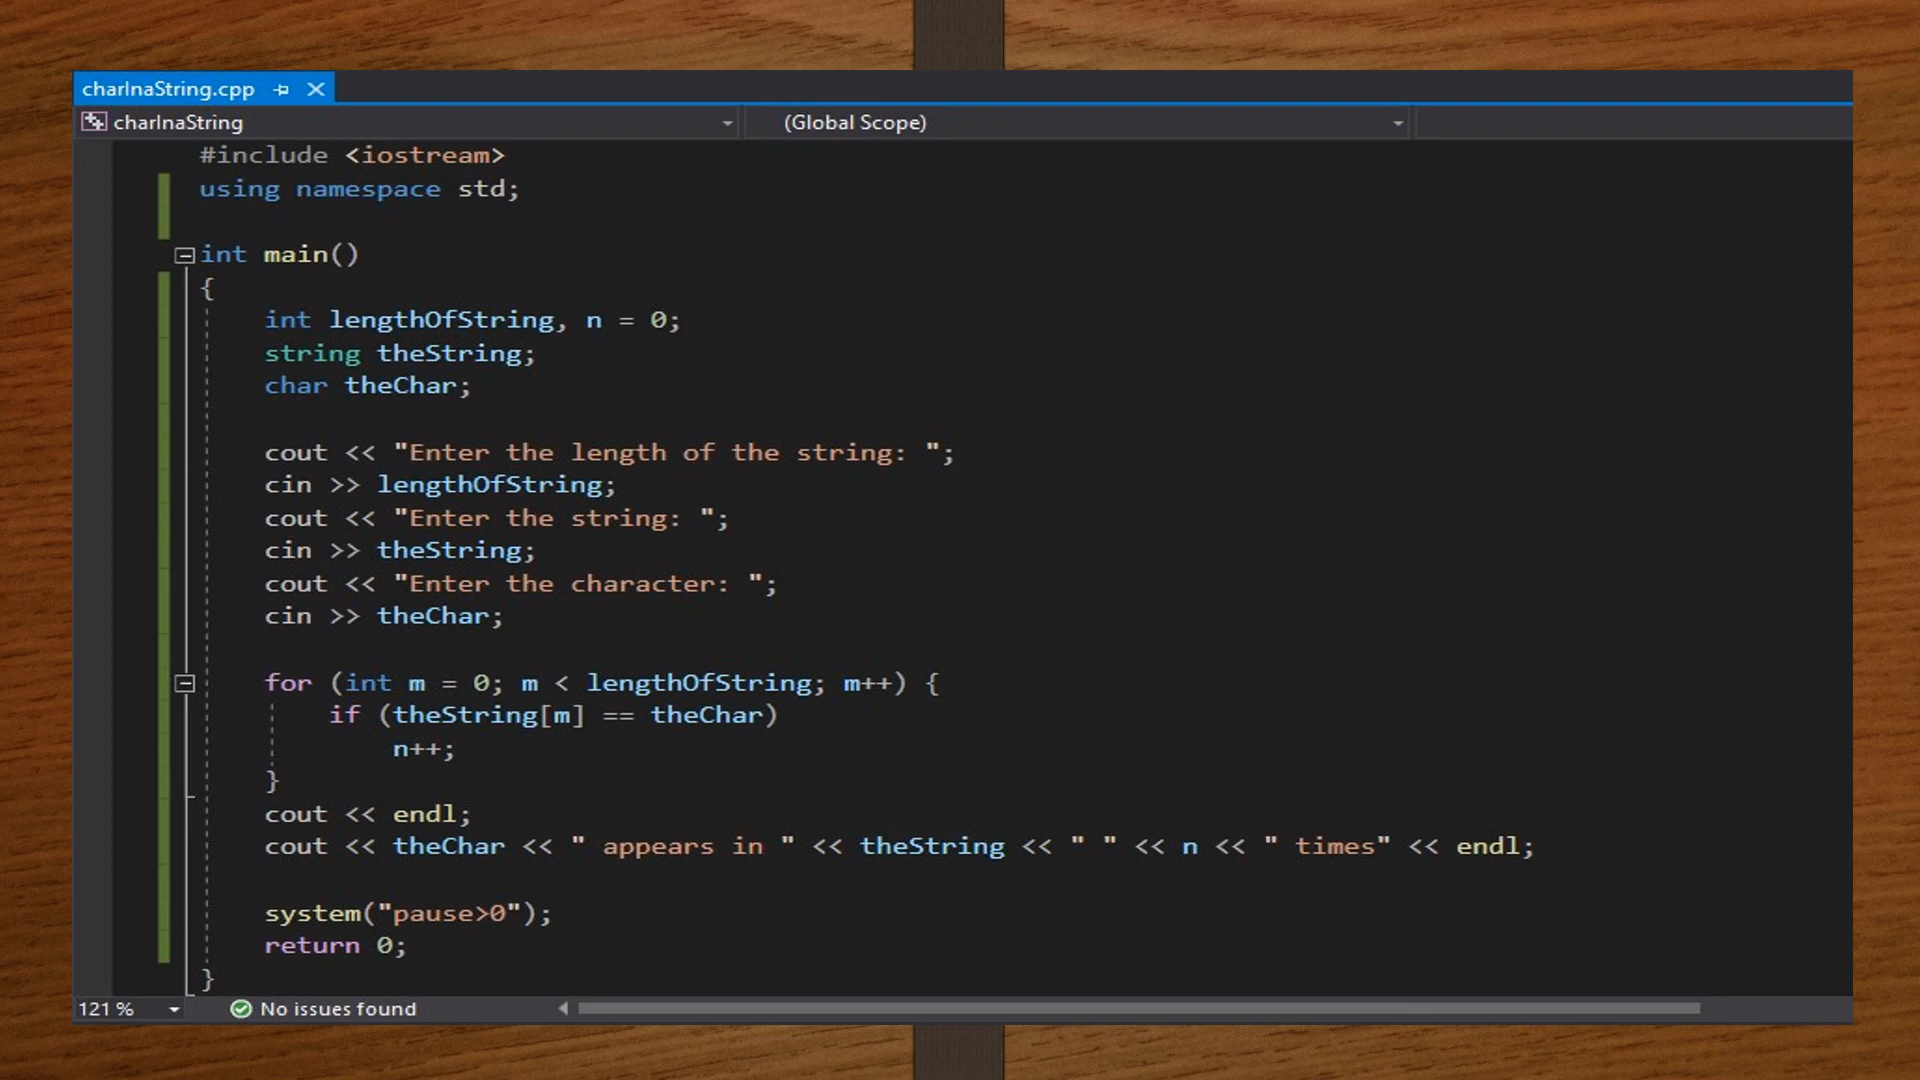 charInaString.cpp
charInaString (Global Scope)
#include <iostream>
using namespace std;
int main()
{
int lengthOfString, n = 0;
string theString;
char theChar;
cout << "Enter the length of the string: ";
cin >> lengthOfString;
cout << "Enter the string: ";
cin >> theString;
cout << "Enter the character: ";
cin >> theChar;
for (int m = 0; m < lengthOfString; m++) {
if (theString[m] == theChar)
n++;
}
cout << endl;
cout << theChar << " appears in " << theString << " " << n << " times" << endl;
system("pause>0");
return 0;
}
121 % No issues found